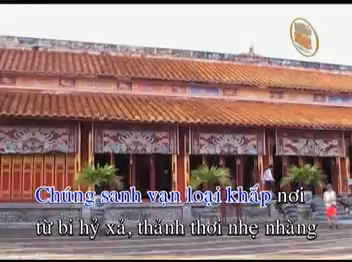 Chúng sanh vạn loại khắp nơi
từ bi hỷ xả, thảnh thơi nhẹ nhàng